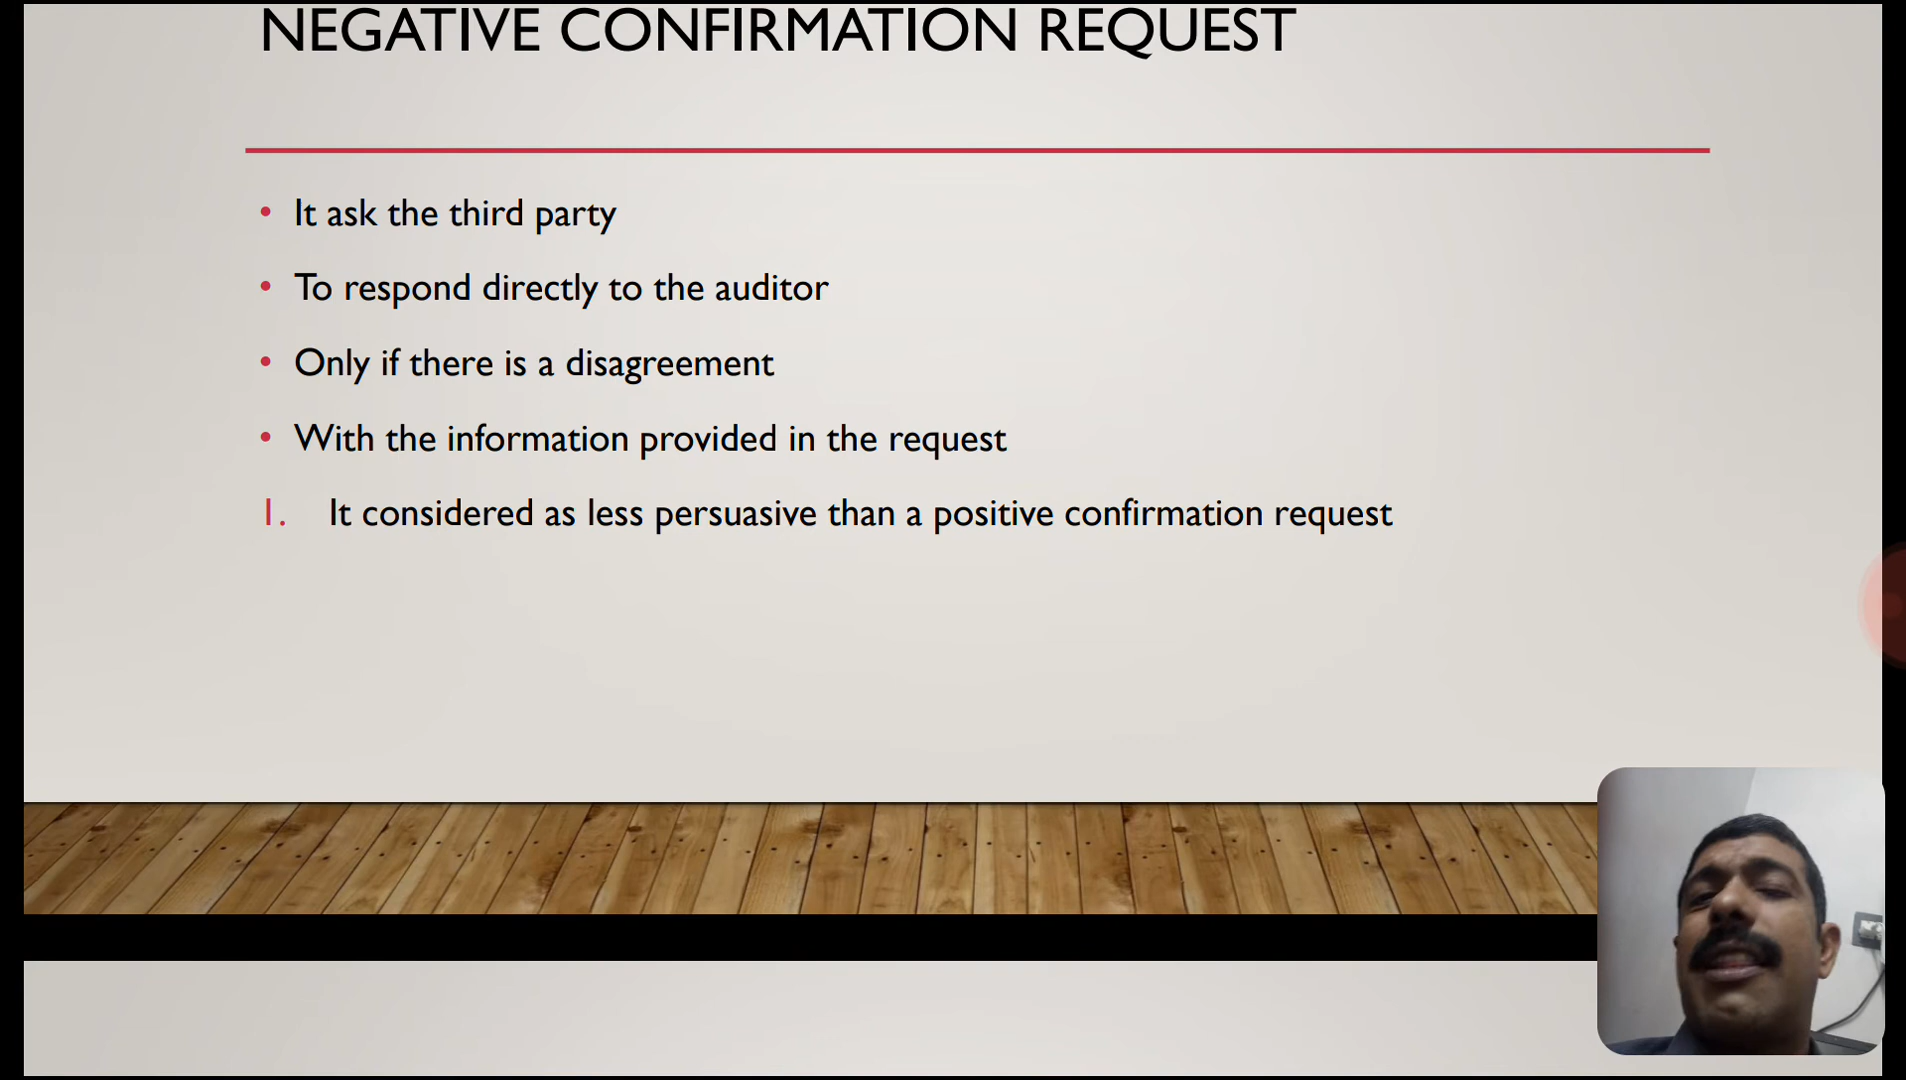 NEGATIVE CONFIRMATION REQUEST
• It ask the third party
• To respond directly to the auditor
• Only if there is a disagreement
• With the information provided in the request
1. It considered as less persuasive than a positive confirmation request